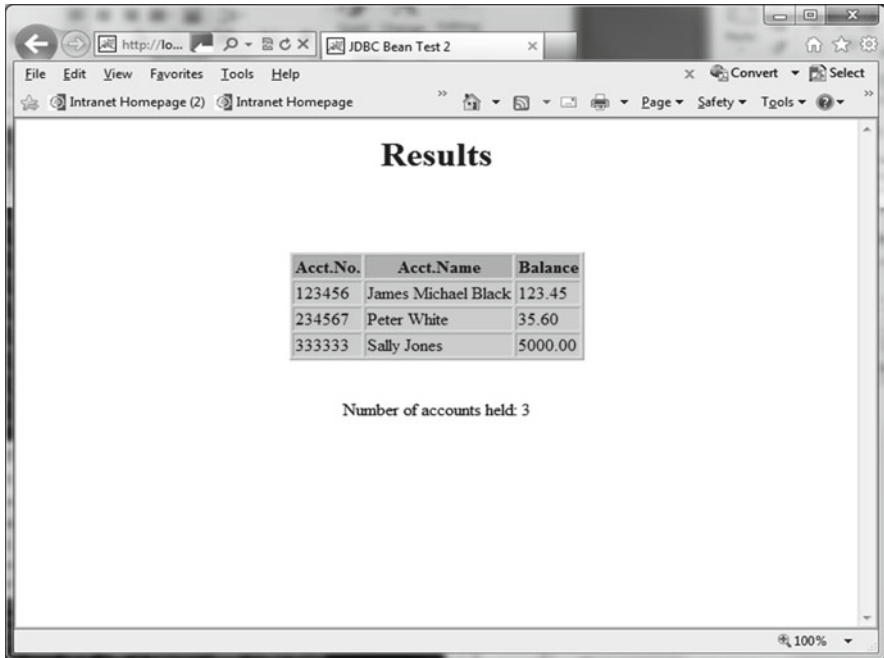 http://lo...
JDBC Bean Test 2
File Edit View Favorites Tools Help
Convert Select
Intranet Homepage (2) Intranet Homepage
Page Safety Tools
Results
Acct.No. Acct.Name Balance
123456 James Michael Black 123.45
234567 Peter White 35.60
333333 Sally Jones 5000.00
Number of accounts held: 3
100%